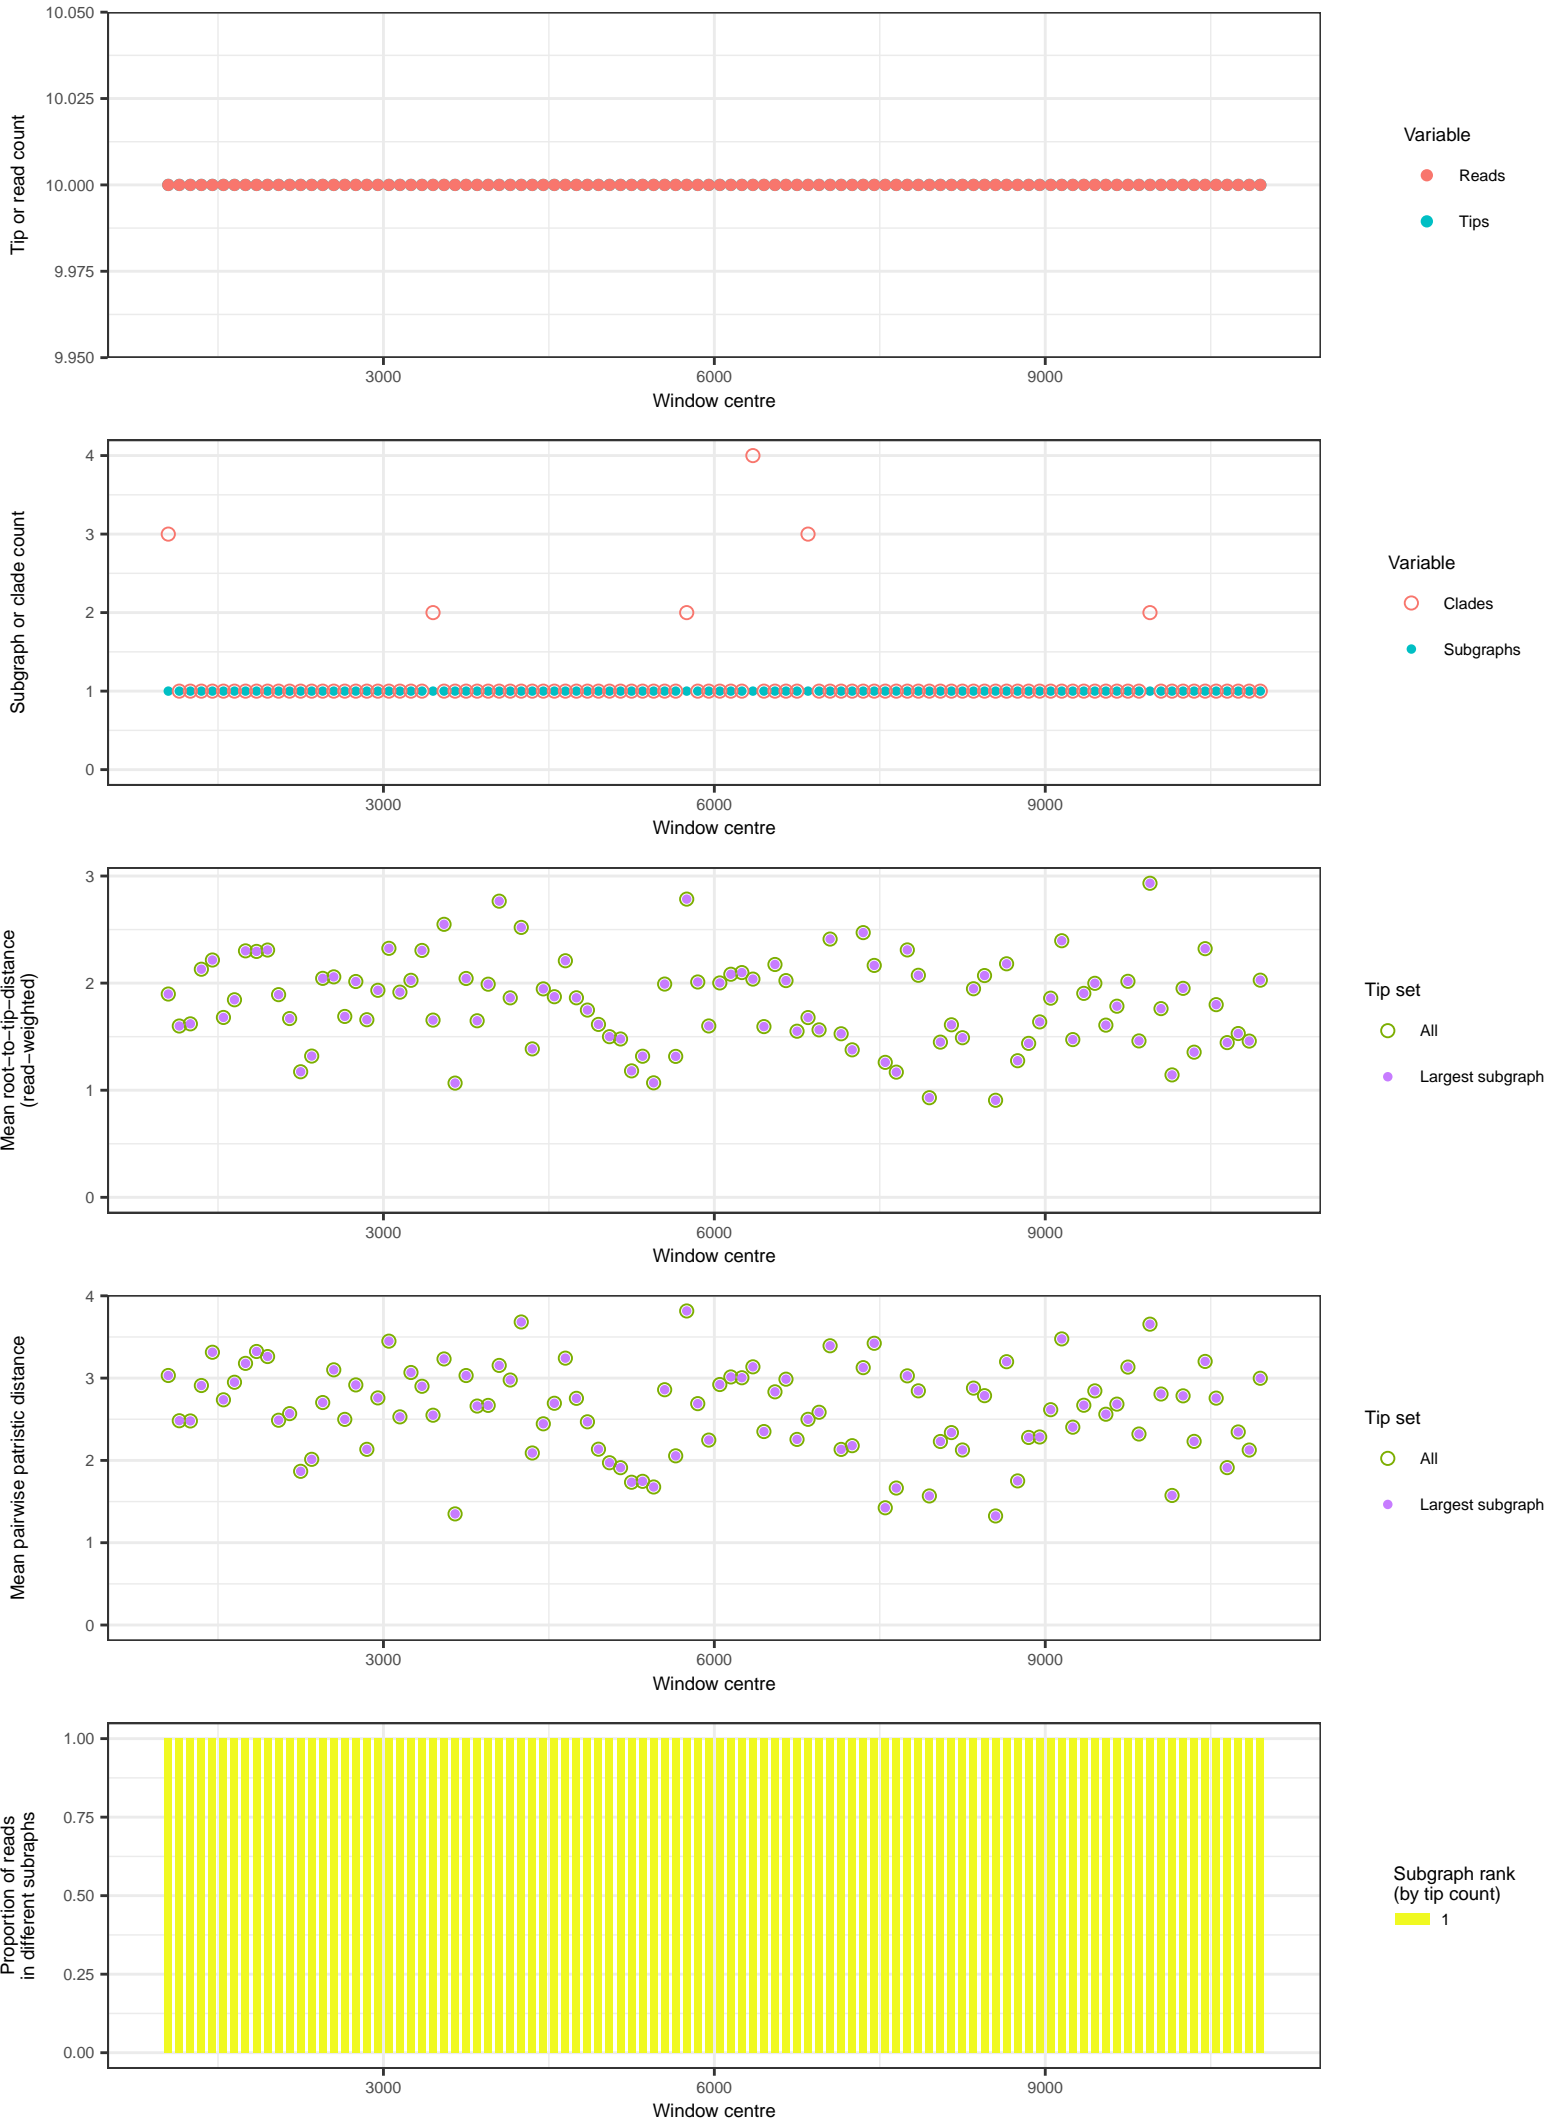 10.050
10.025
10.000
9.975
9.950
Tip or read count
3000 6000 9000
Window centre
Variable
Reads
Tips
4
3
2
1
0
Subgraph or clade count
3000 6000 9000
Window centre
Variable
Clades
Subgraphs
3
2
1
0
Mean root−to−tip−distance
(read−weighted)
3000 6000 9000
Window centre
Tip set
All
Largest subgraph
4
3
2
1
0
Mean pairwise patristic distance
3000 6000 9000
Window centre
Tip set
All
Largest subgraph
1.00
0.75
0.50
0.25
0.00
Proportion of reads
in different subraphs
3000 6000 9000
Window centre
Subgraph rank
(by tip count)
1